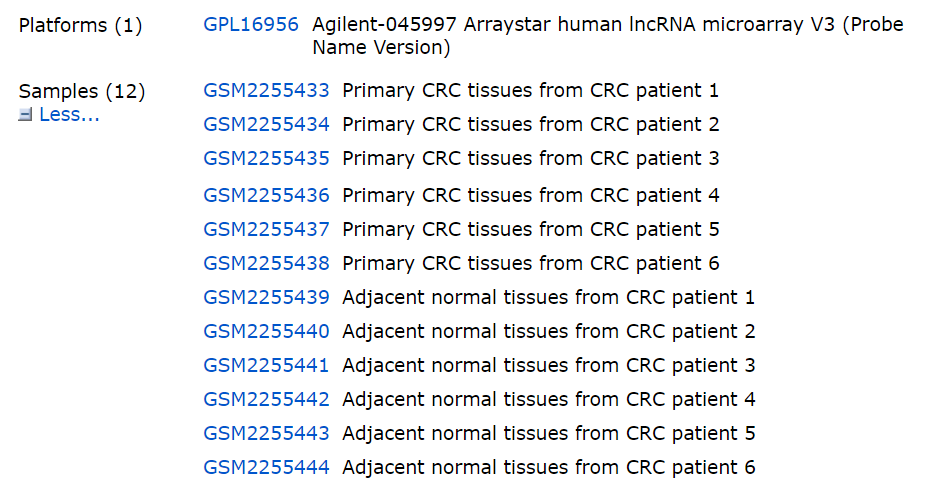 Platforms (1) GPL16956 Agilent-045997 Arraystar human lncRNA microarray V3 (Probe
Name Version)
Samples (12) GSM2255433 Primary CRC tissues from CRC patient 1
Less... GSM2255434 Primary CRC tissues from CRC patient 2
GSM2255435 Primary CRC tissues from CRC patient 3
GSM2255436 Primary CRC tissues from CRC patient 4
GSM2255437 Primary CRC tissues from CRC patient 5
GSM2255438 Primary CRC tissues from CRC patient 6
GSM2255439 Adjacent normal tissues from CRC patient 1
GSM2255440 Adjacent normal tissues from CRC patient 2
GSM2255441 Adjacent normal tissues from CRC patient 3
GSM2255442 Adjacent normal tissues from CRC patient 4
GSM2255443 Adjacent normal tissues from CRC patient 5
GSM2255444 Adjacent normal tissues from CRC patient 6